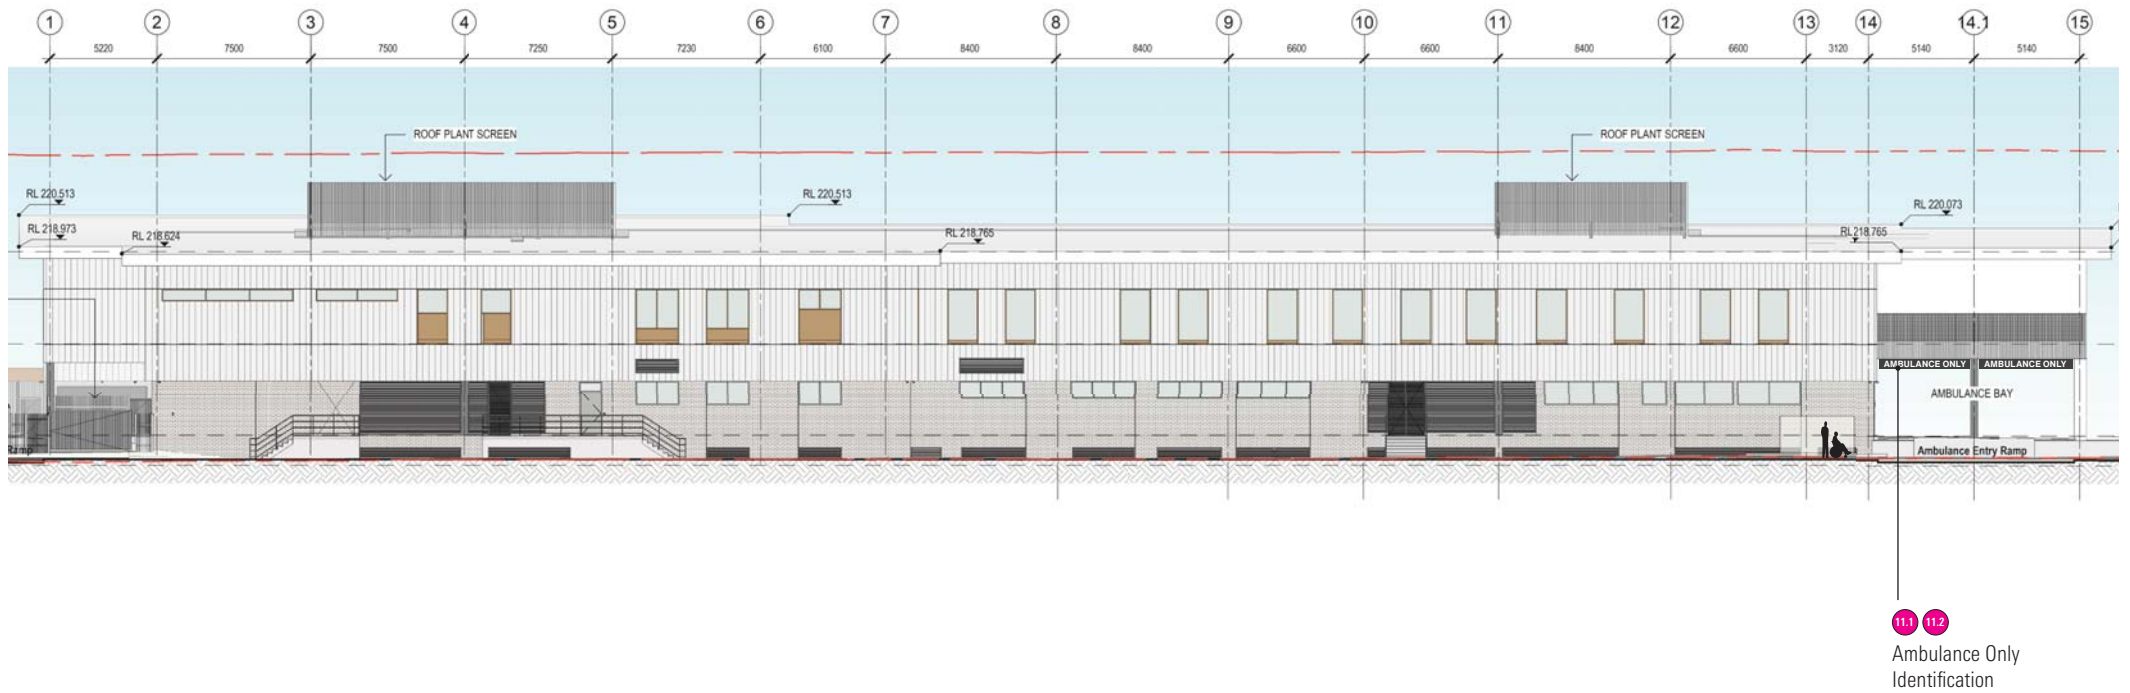 1 2 3 4 5 6 7 8 9 10 11 12 13 14 14.1 15
5220 7500 7500 7250 7230 6100 8400 8400 6600 6600 8400 6600 3120 5140 5140
ROOF PLANT SCREEN ROOF PLANT SCREEN
RL 220.513 RL 220.513 RL 220.073
RL 218.973 RL 218.624 RL 218.765 RL 218.765
AMBULANCE ONLY AMBULANCE ONLY
AMBULANCE BAY
Ramp Ambulance Entry Ramp
11.1 11.2
Ambulance Only
Identification